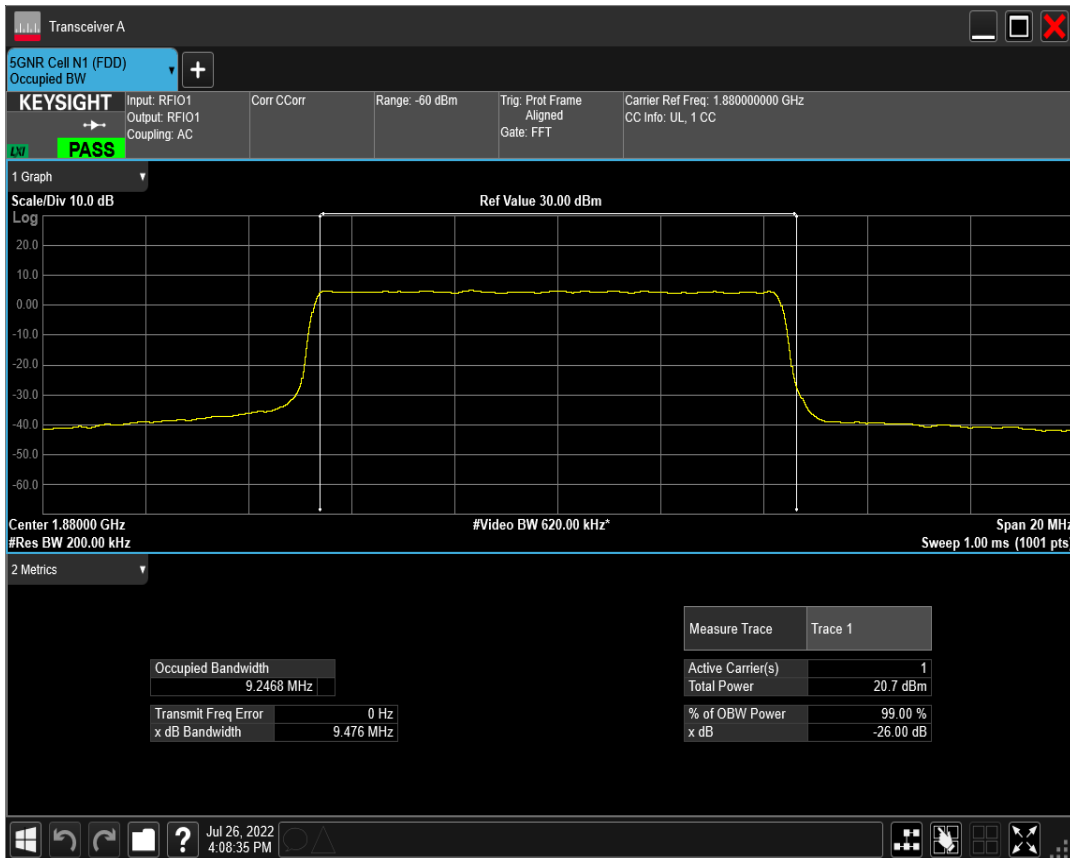 Transceiver A
5GNR Cell N1 (FDD)
Occupied BW
+
KEYSIGHT
LXI
PASS
Input: RFIO1
Output: RFIO1
Coupling: AC
Corr CCorr
Range: -60 dBm
Trig: Prot Frame
Aligned
Gate: FFT
Carrier Ref Freq: 1.880000000 GHz
CC Info: UL, 1 CC
1 Graph
Scale/Div 10.0 dB
Ref Value 30.00 dBm
Log
20.0
10.0
0.00
-10.0
-20.0
-30.0
-40.0
-50.0
-60.0
Center 1.88000 GHz
#Video BW 620.00 kHz*
Span 20 MHz
#Res BW 200.00 kHz
Sweep 1.00 ms (1001 pts)
2 Metrics
Measure Trace Trace 1
Occupied Bandwidth
9.2468 MHz
Active Carrier(s) 1
Total Power 20.7 dBm
Transmit Freq Error 0 Hz
x dB Bandwidth 9.476 MHz
% of OBW Power 99.00 %
x dB -26.00 dB
?
Jul 26, 2022
4:08:35 PM